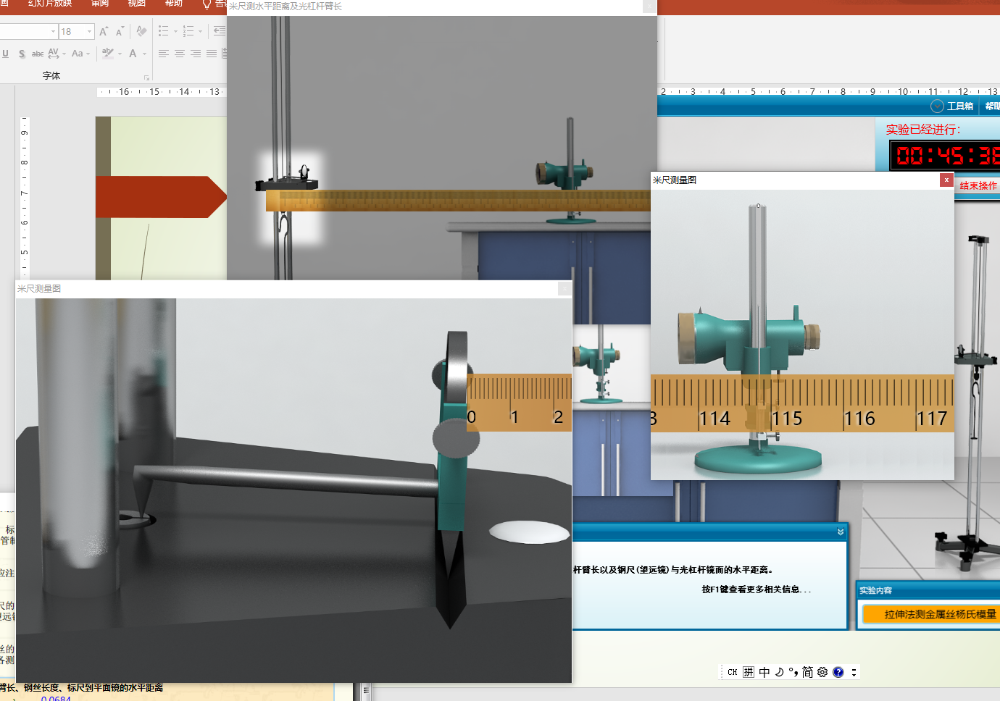 画 幻灯片放映 审阅 视图 帮助 告
米尺测水平距离及光杠杆臂长
18
U S abc AV Aa A
字体
16 15 14 13
2 3 4 5 6 7 8 9 10 11 12 13
9
8
7
6
5
工具箱 帮助
实验已经进行:
00:45:38
结束操作
米尺测量图
114 115 116 117
米尺测量图
0 1 2
杆臂长以及钢尺(望远镜)与光杠杆镜面的水平距离。
按F1键查看更多相关信息...
实验内容
拉伸法测金属丝杨氏模量
标
管制
应注
尺的
望远镜
丝的
各测
臂长、钢丝长度、标尺到平面镜的水平距离
0.0684
CH 拼 中 简